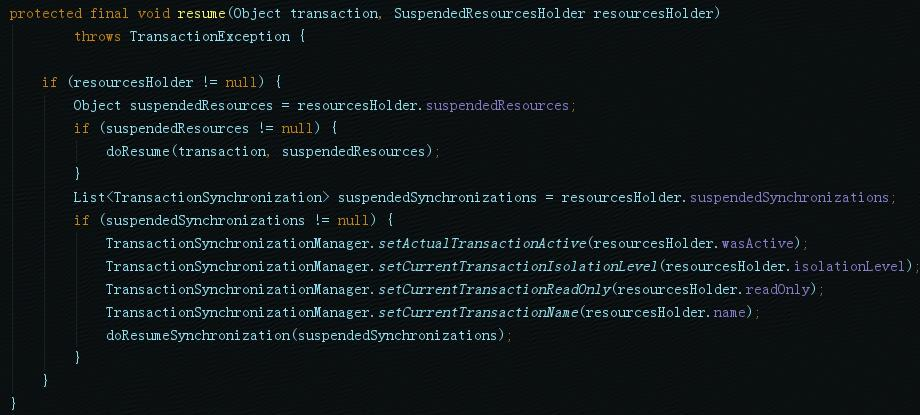 protected final void resume(Object transaction, SuspendedResourcesHolder resourcesHolder)
        throws TransactionException {

    if (resourcesHolder != null) {
        Object suspendedResources = resourcesHolder.suspendedResources;
        if (suspendedResources != null) {
            doResume(transaction, suspendedResources);
        }
        List<TransactionSynchronization> suspendedSynchronizations = resourcesHolder.suspendedSynchronizations;
        if (suspendedSynchronizations != null) {
            TransactionSynchronizationManager.setActualTransactionActive(resourcesHolder.wasActive);
            TransactionSynchronizationManager.setCurrentTransactionIsolationLevel(resourcesHolder.isolationLevel);
            TransactionSynchronizationManager.setCurrentTransactionReadOnly(resourcesHolder.readOnly);
            TransactionSynchronizationManager.setCurrentTransactionName(resourcesHolder.name);
            doResumeSynchronization(suspendedSynchronizations);
        }
    }
}